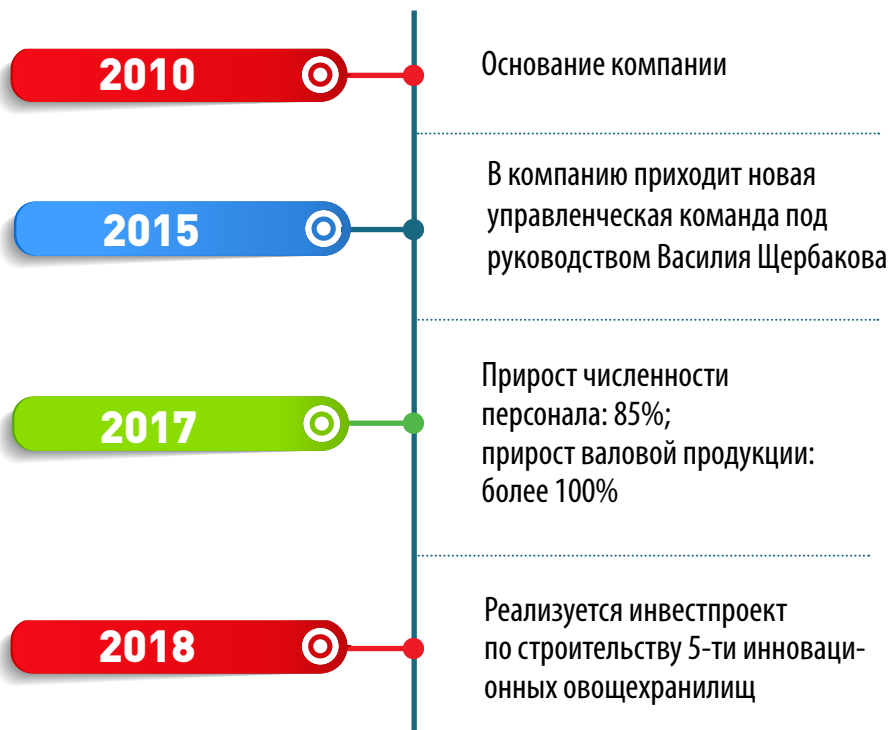 2010
Основание компании
2015
В компанию приходит новая
управленческая команда под
руководством Василия Щербакова
2017
Прирост численности
персонала: 85%;
прирост валовой продукции:
более 100%
2018
Реализуется инвестпроект
по строительству 5-ти инноваци-
онных овощехранилищ